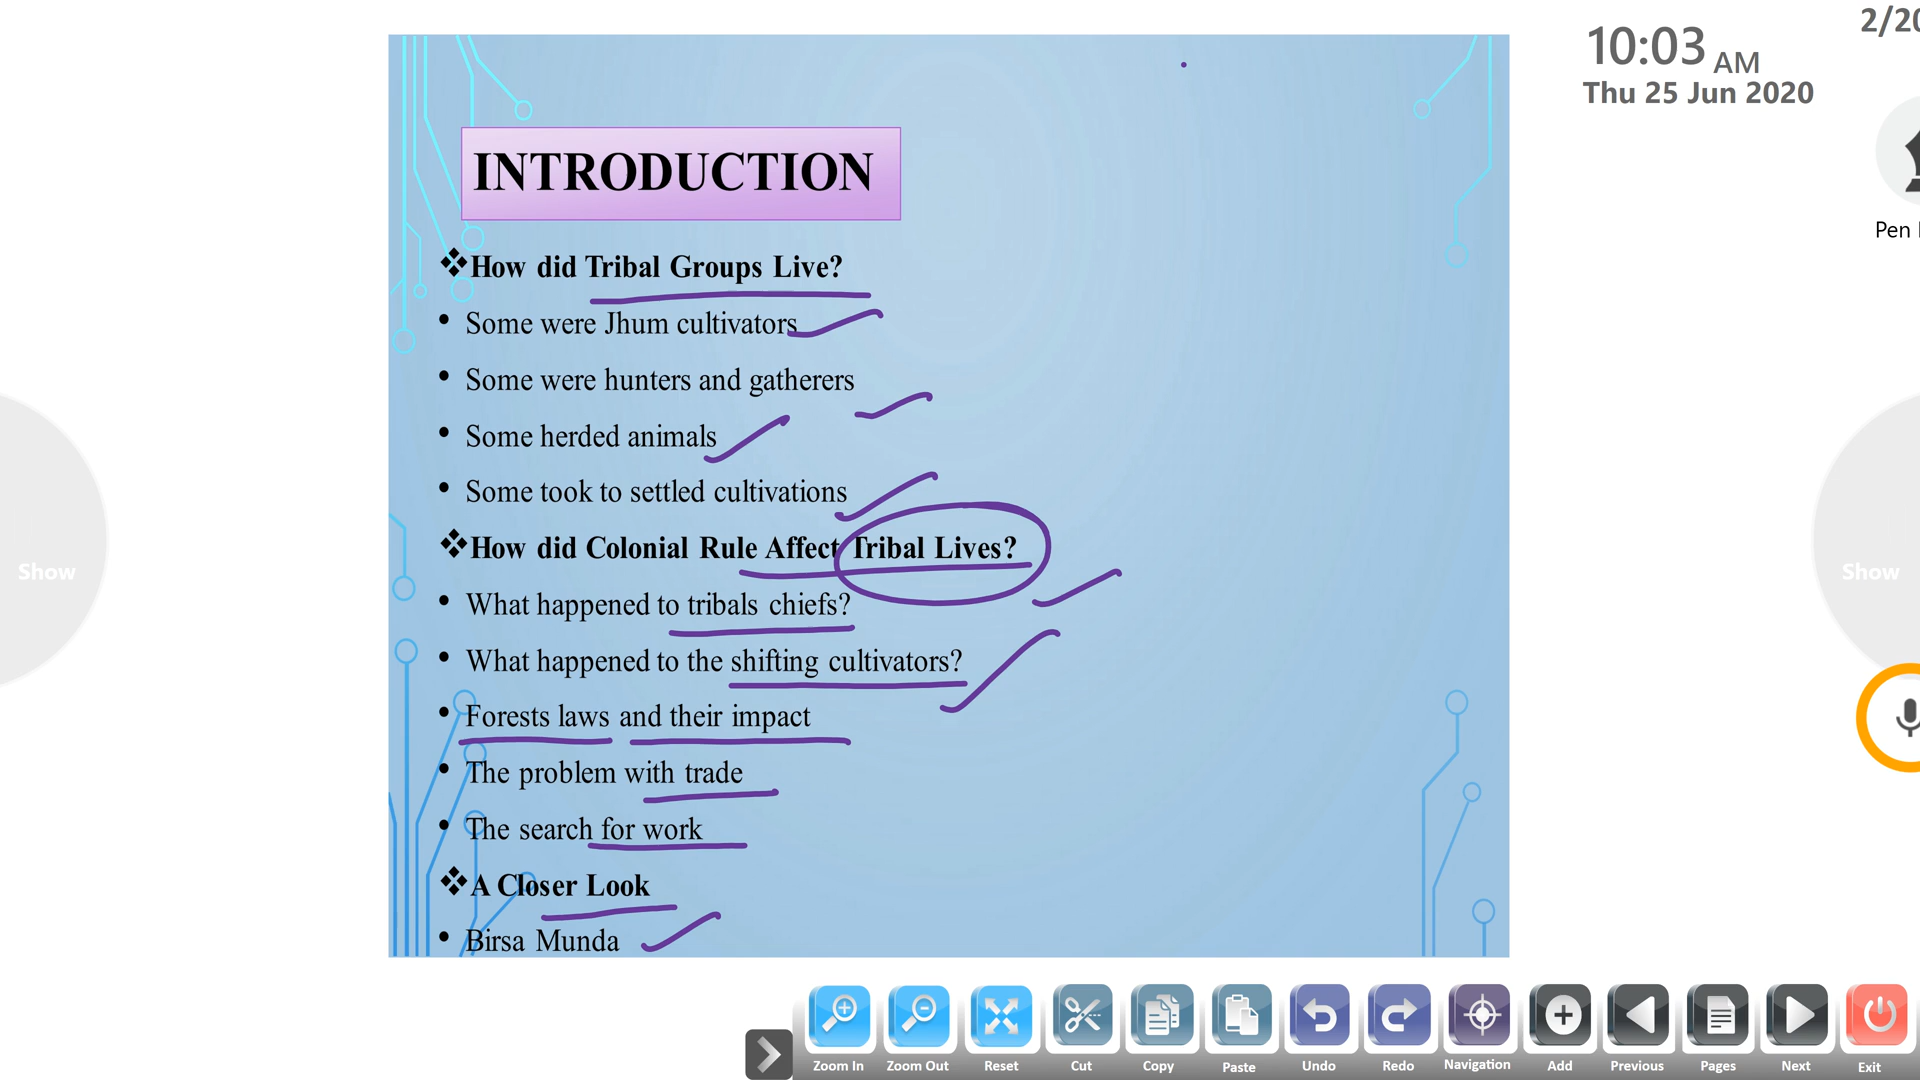 2/20
10:03 AM
Thu 25 Jun 2020
INTRODUCTION
Pen
❖How did Tribal Groups Live?
• Some were Jhum cultivators
• Some were hunters and gatherers
• Some herded animals
• Some took to settled cultivations
❖How did Colonial Rule Affect Tribal Lives?
Show
Show
• What happened to tribals chiefs?
• What happened to the shifting cultivators?
• Forests laws and their impact
• The problem with trade
• The search for work
❖A Closer Look
• Birsa Munda
Zoom In Zoom Out Reset Cut Copy Paste Undo Redo Navigation Add Previous Pages Next Exit